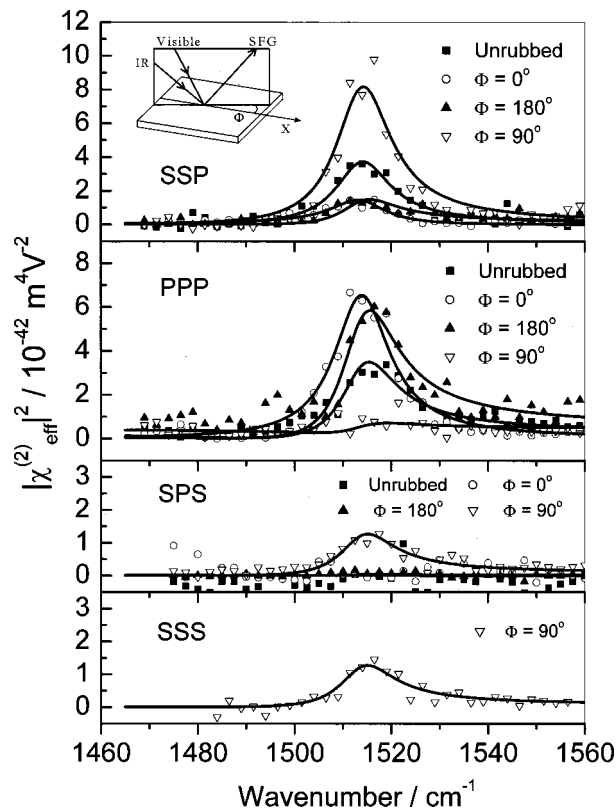 12
10
8
6
4
2
0
Visible
SFG
IR
Φ
X
Unrubbed
Φ = 0°
Φ = 180°
Φ = 90°
SSP
8
6
4
2
0
PPP
Unrubbed
Φ = 0°
Φ = 180°
Φ = 90°
|χ⁽²⁾eff|² / 10⁻⁴² m⁴V⁻²
3
2
1
0
SPS
Unrubbed Φ = 0°
Φ = 180° Φ = 90°
3
2
1
0
SSS
Φ = 90°
1460 1480 1500 1520 1540 1560
Wavenumber / cm⁻¹